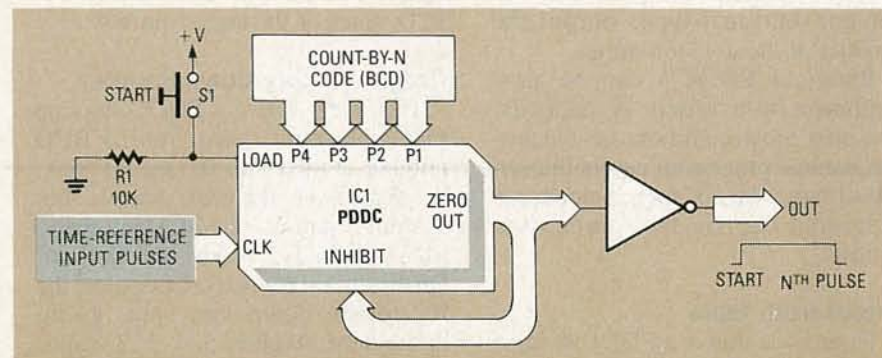 +V
START
S1
R1
10K
COUNT-BY-N
CODE (BCD)
LOAD P4 P3 P2 P1
IC1
PDDC
ZERO
OUT
CLK
INHIBIT
TIME-REFERENCE
INPUT PULSES
OUT
START NTH PULSE